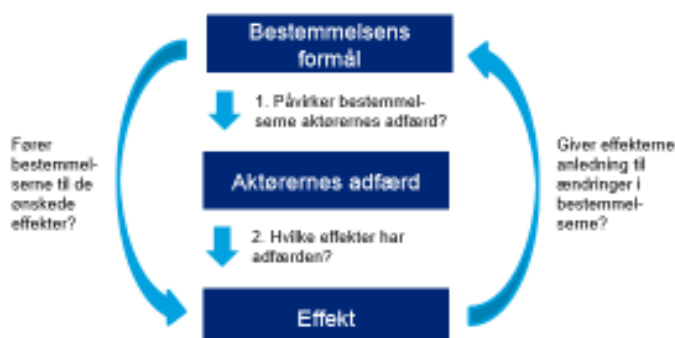 Bestemmelsens
formål
1. Påvirker bestemmel-
serne aktørernes adfærd?
Fører
bestemmel-
serne til de
ønskede
effekter?
Aktørernes adfærd
Giver effekterne
anledning til
ændringer i
bestemmel-
serne?
2. Hvilke effekter har
adfærden?
Effekt